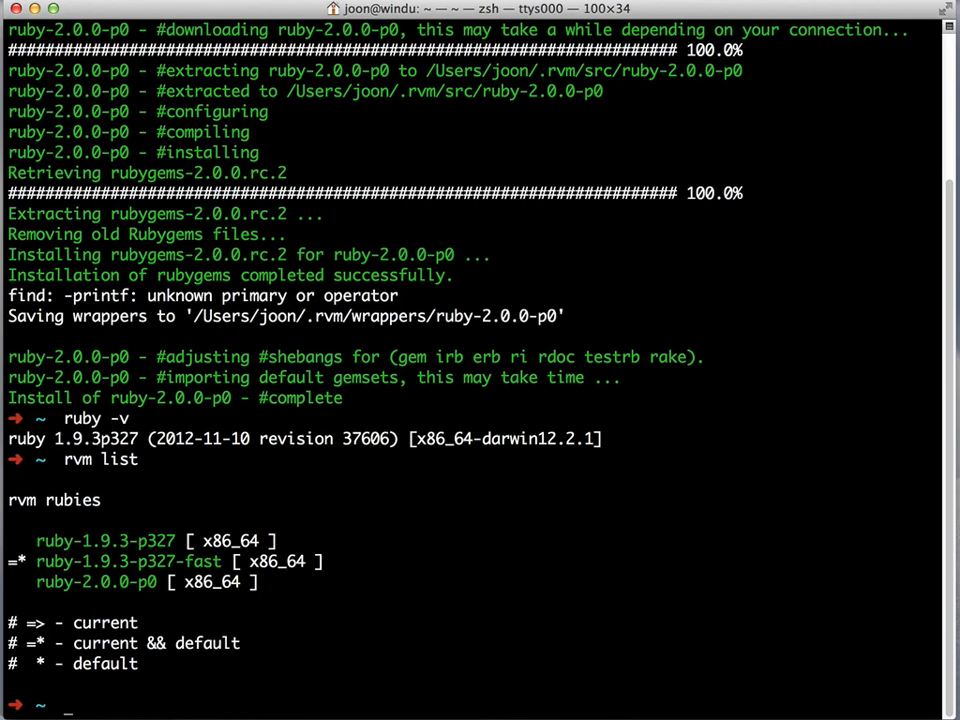 joon@windu: ~ — ~ — zsh — ttys000 — 100×34
ruby-2.0.0-p0 - #downloading ruby-2.0.0-p0, this may take a while depending on your connection...
######################################################################## 100.0%
ruby-2.0.0-p0 - #extracting ruby-2.0.0-p0 to /Users/joon/.rvm/src/ruby-2.0.0-p0
ruby-2.0.0-p0 - #extracted to /Users/joon/.rvm/src/ruby-2.0.0-p0
ruby-2.0.0-p0 - #configuring
ruby-2.0.0-p0 - #compiling
ruby-2.0.0-p0 - #installing
Retrieving rubygems-2.0.0.rc.2
######################################################################## 100.0%
Extracting rubygems-2.0.0.rc.2 ...
Removing old Rubygems files...
Installing rubygems-2.0.0.rc.2 for ruby-2.0.0-p0 ...
Installation of rubygems completed successfully.
find: -printf: unknown primary or operator
Saving wrappers to '/Users/joon/.rvm/wrappers/ruby-2.0.0-p0'
ruby-2.0.0-p0 - #adjusting #shebangs for (gem irb erb ri rdoc testrb rake).
ruby-2.0.0-p0 - #importing default gemsets, this may take time ...
Install of ruby-2.0.0-p0 - #complete
➜ ~ ruby -v
ruby 1.9.3p327 (2012-11-10 revision 37606) [x86_64-darwin12.2.1]
➜ ~ rvm list
rvm rubies
ruby-1.9.3-p327 [ x86_64 ]
=* ruby-1.9.3-p327-fast [ x86_64 ]
ruby-2.0.0-p0 [ x86_64 ]
# => - current
# =* - current && default
# * - default
➜ ~ _